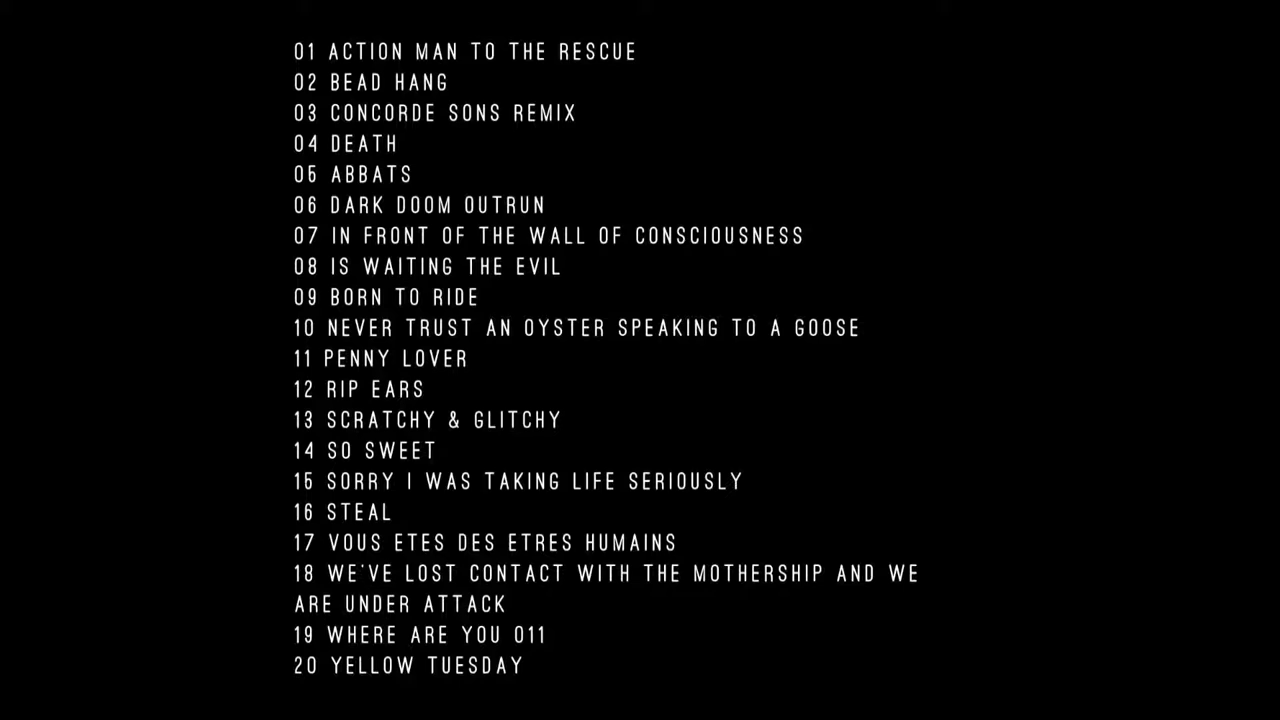 01 ACTION MAN TO THE RESCUE
02 BEAD HANG
03 CONCORDE SONS REMIX
04 DEATH
05 ABBATS
06 DARK DOOM OUTRUN
07 IN FRONT OF THE WALL OF CONSCIOUSNESS
08 IS WAITING THE EVIL
09 BORN TO RIDE
10 NEVER TRUST AN OYSTER SPEAKING TO A GOOSE
11 PENNY LOVER
12 RIP EARS
13 SCRATCHY & GLITCHY
14 SO SWEET
15 SORRY I WAS TAKING LIFE SERIOUSLY
16 STEAL
17 VOUS ETES DES ETRES HUMAINS
18 WE'VE LOST CONTACT WITH THE MOTHERSHIP AND WE
ARE UNDER ATTACK
19 WHERE ARE YOU 011
20 YELLOW TUESDAY